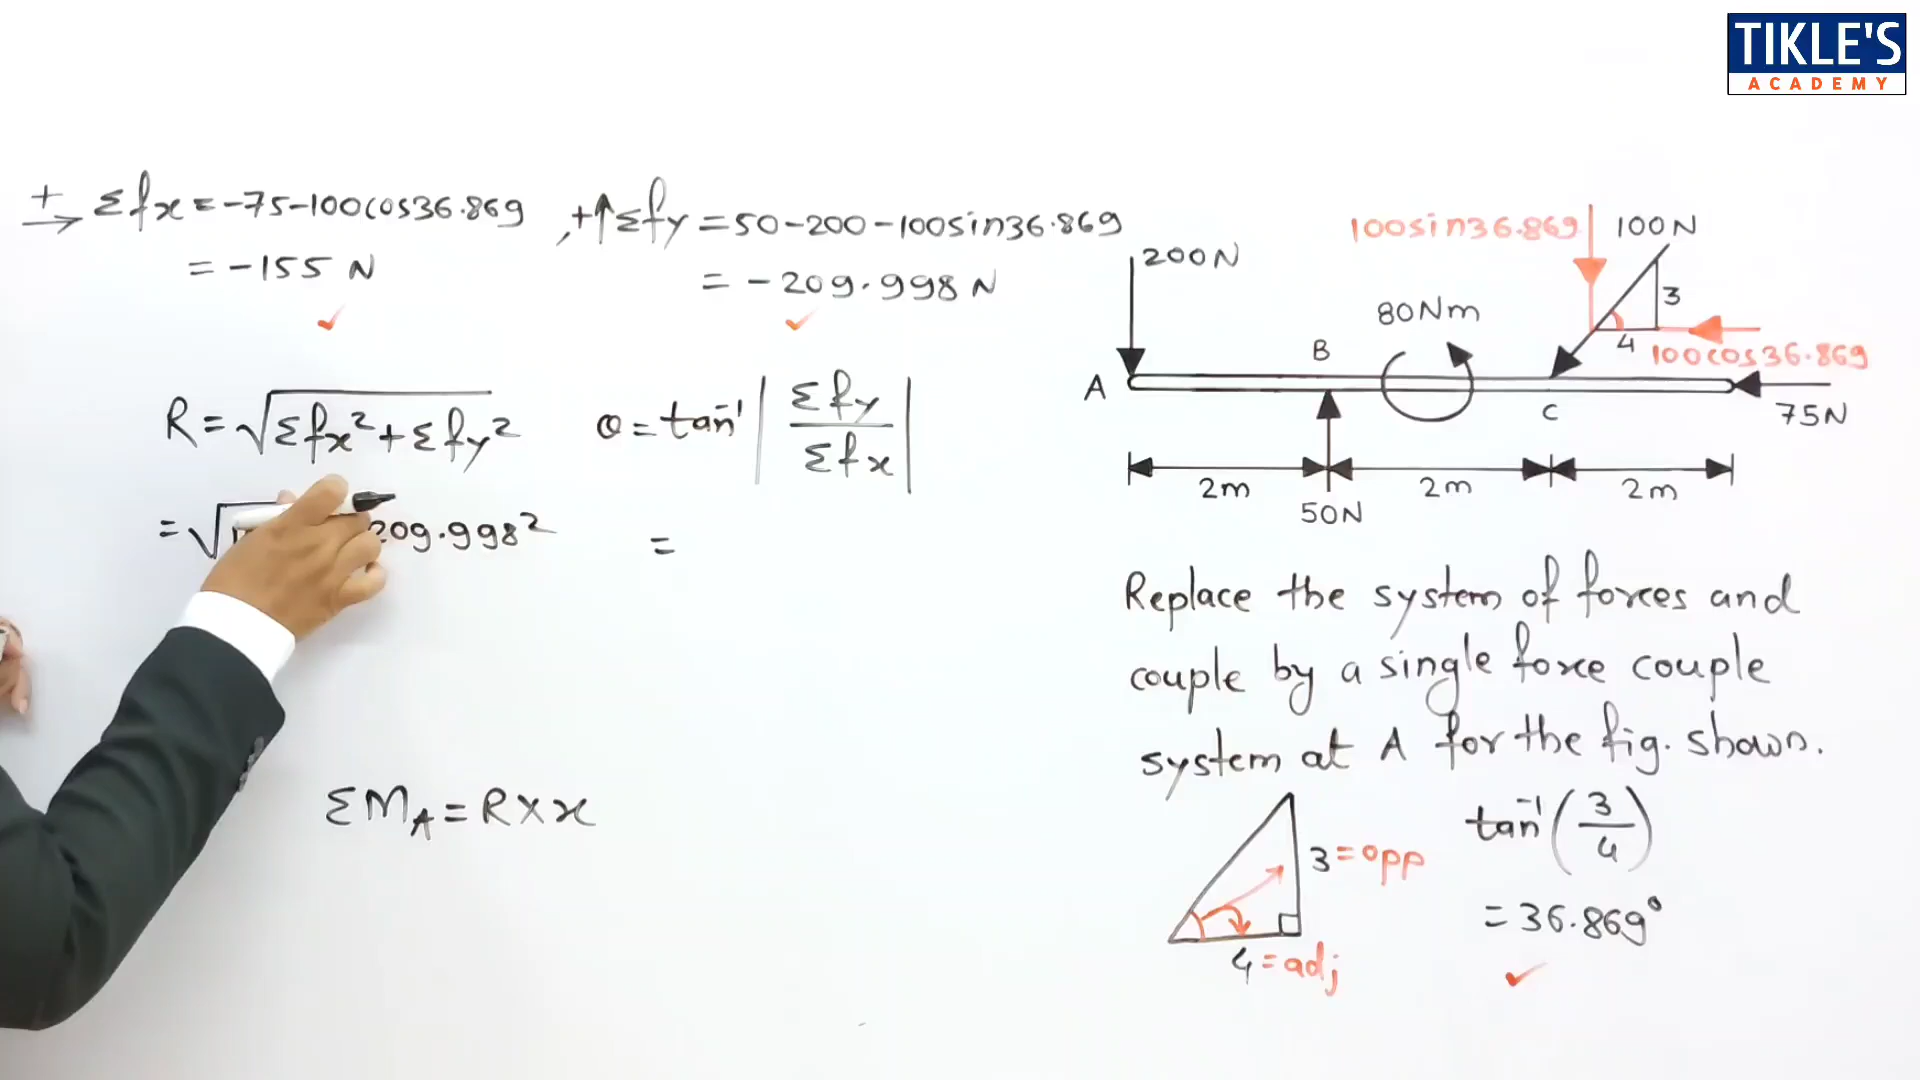 TIKLE'S
ACADEMY
+→ Σfx = -75-100cos36.869
= -155 N
+↑Σfy = 50-200-100sin36.869
= -209.998 N
R = √Σfx²+Σfy²
θ = tan⁻¹ | Σfy / Σfx |
= √ 209.998²
=
ΣM_A = R×x
100sin36.869
100N
200N
3
80Nm
4
100cos36.869
B
A
C
75N
2m
2m
2m
50N
Replace the system of forces and
couple by a single force couple
system at A for the fig. shown.
tan⁻¹(3/4)
3=opp
= 36.869°
4=adj